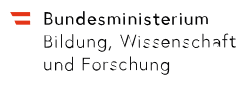 Bundesministerium
Bildung, Wissenschaft
und Forschung